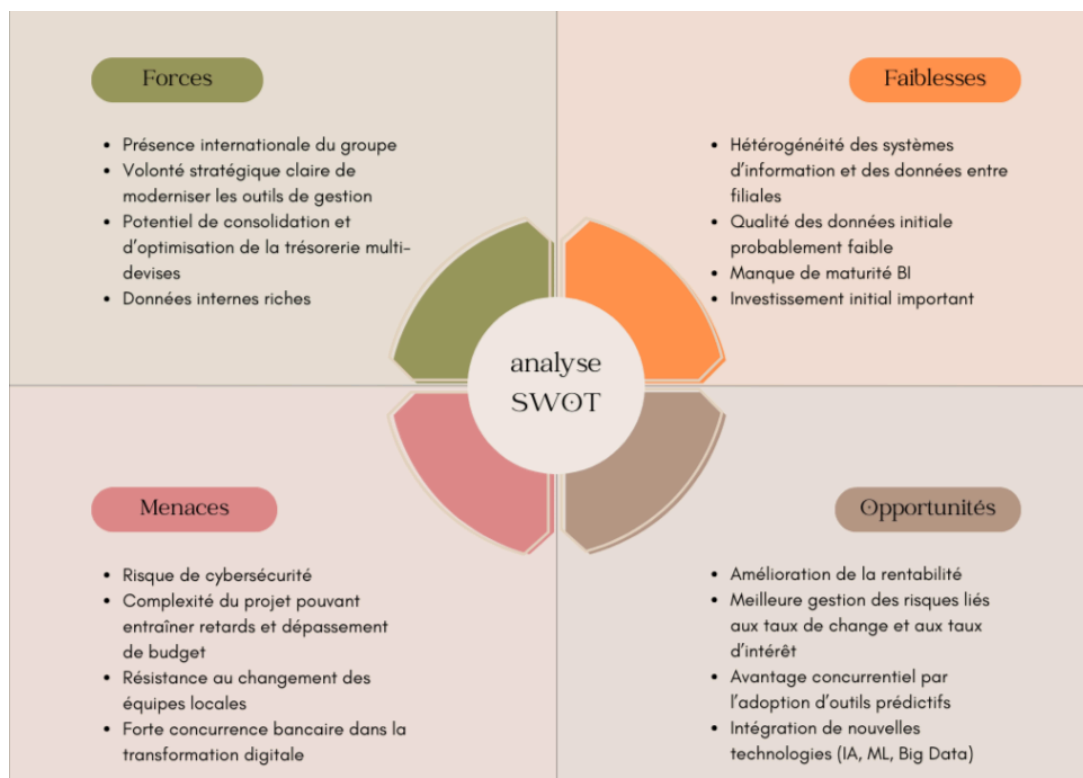 Forces
• Présence internationale du groupe
• Volonté stratégique claire de
moderniser les outils de gestion
• Potentiel de consolidation et
d'optimisation de la trésorerie multi-
devises
• Données internes riches
Faiblesses
• Hétérogénéité des systèmes
d'information et des données entre
filiales
• Qualité des données initiale
probablement faible
• Manque de maturité BI
• Investissement initial important
analyse
SWOT
Menaces
• Risque de cybersécurité
• Complexité du projet pouvant
entraîner retards et dépassement
de budget
• Résistance au changement des
équipes locales
• Forte concurrence bancaire dans la
transformation digitale
Opportunités
• Amélioration de la rentabilité
• Meilleure gestion des risques liés
aux taux de change et aux taux
d'intérêt
• Avantage concurrentiel par
l'adoption d'outils prédictifs
• Intégration de nouvelles
technologies (IA, ML, Big Data)